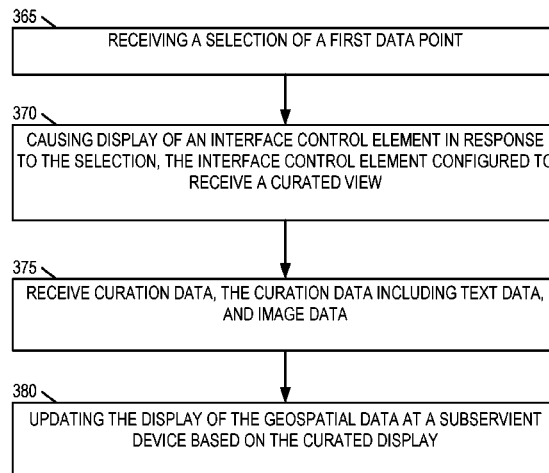 365
RECEIVING A SELECTION OF A FIRST DATA POINT
370
CAUSING DISPLAY OF AN INTERFACE CONTROL ELEMENT IN RESPONSE
TO THE SELECTION, THE INTERFACE CONTROL ELEMENT CONFIGURED TO
RECEIVE A CURATED VIEW
375
RECEIVE CURATION DATA, THE CURATION DATA INCLUDING TEXT DATA,
AND IMAGE DATA
380
UPDATING THE DISPLAY OF THE GEOSPATIAL DATA AT A SUBSERVIENT
DEVICE BASED ON THE CURATED DISPLAY